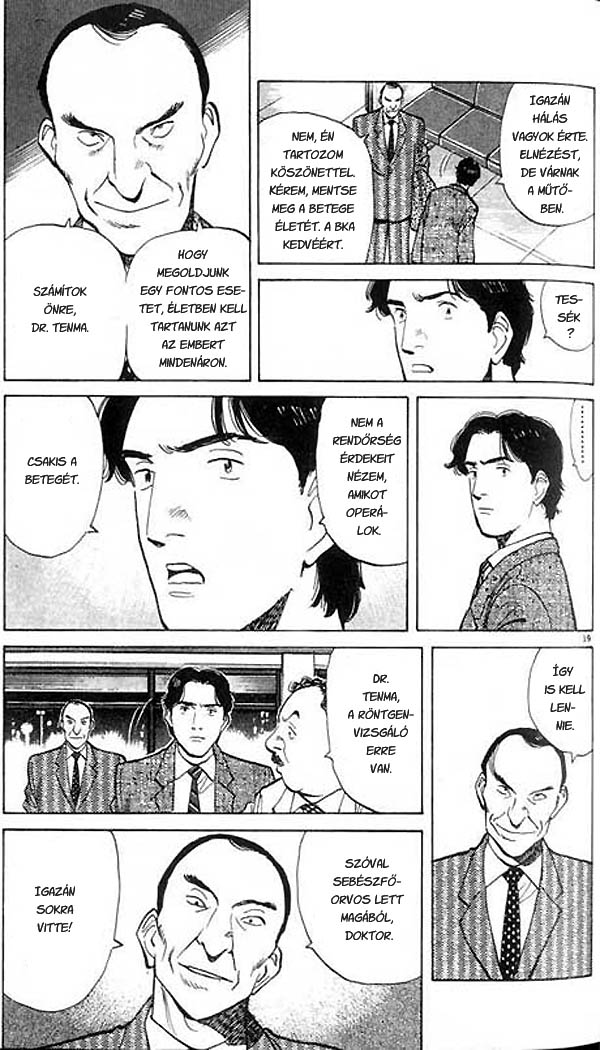 IGAZÁN
HÁLÁS
VAGYOK ÉRTE.
ELNÉZÉST,
DE VÁRNAK
A MŰTŐ-
BEN.
NEM, ÉN
TARTOZOM
KÖSZÖNETTEL.
KÉREM, MENTSE
MEG A BETEGE
ÉLETÉT. A BKA
KEDVÉÉRT.
TES-
SÉK
?
HOGY
MEGOLDJUNK
EGY FONTOS ESE-
TET, ÉLETBEN KELL
TARTANUNK AZT
AZ EMBERT
MINDENÁRON.
SZÁMÍTOK
ÖNRE,
DR. TENMA.
........
NEM A
RENDŐRSÉG
ÉRDEKEIT
NÉZEM,
AMIKOT
OPERÁ-
LOK.
CSAKIS A
BETEGÉT.
19
ÍGY
IS KELL
LEN-
NIE.
DR.
TENMA,
A RÖNTGEN-
VIZSGÁLÓ
ERRE
VAN.
SZÓVAL
SEBÉSZFŐ-
ORVOS LETT
MAGÁBÓL,
DOKTOR.
IGAZÁN
SOKRA
VITTE!